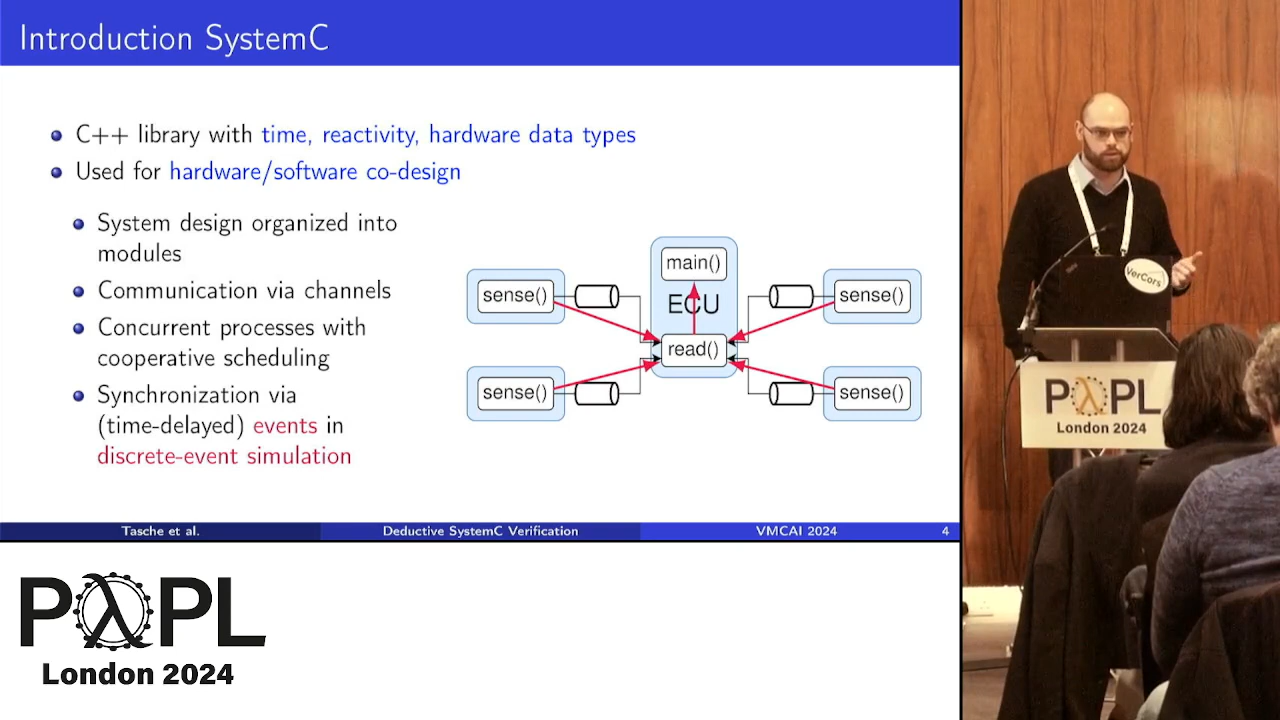 Introduction SystemC
C++ library with time, reactivity, hardware data types
Used for hardware/software co-design
System design organized into
modules
Communication via channels
Concurrent processes with
cooperative scheduling
Synchronization via
(time-delayed) events in
discrete-event simulation
main()
ECU
read()
sense()
sense()
sense()
sense()
Tasche et al.
Deductive SystemC Verification
VMCAI 2024
4
VerCors
PλPL
London 2024
PλPL
London 2024